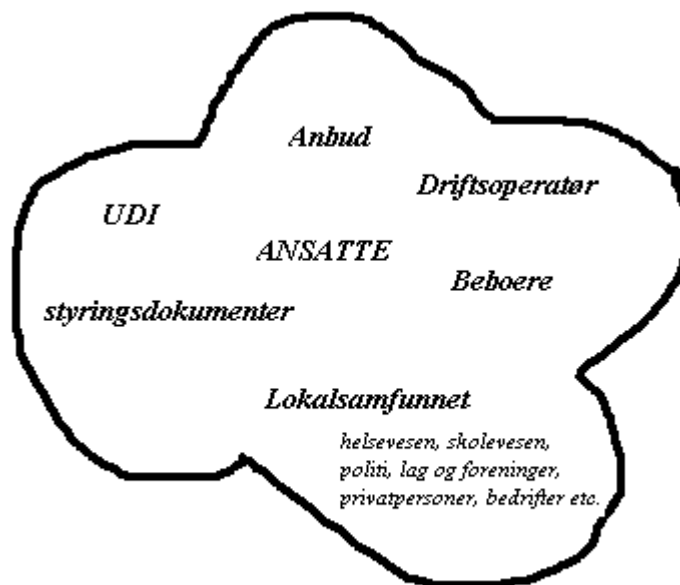 Anbud
Driftsoperatør
UDI
ANSATTE
Beboere
styringsdokumenter
Lokalsamfunnet
helsevesen, skolevesen,
politi, lag og foreninger,
privatpersoner, bedrifter etc.